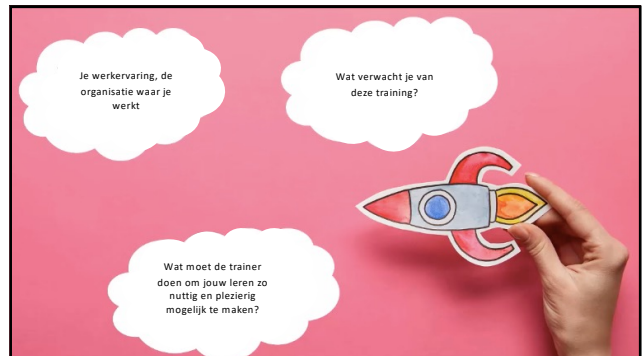 Je werkervaring, de
organisatie waar je
werkt
Wat verwacht je van
deze training?
Wat moet de trainer
doen om jouw leren zo
nuttig en plezierig
mogelijk te maken?